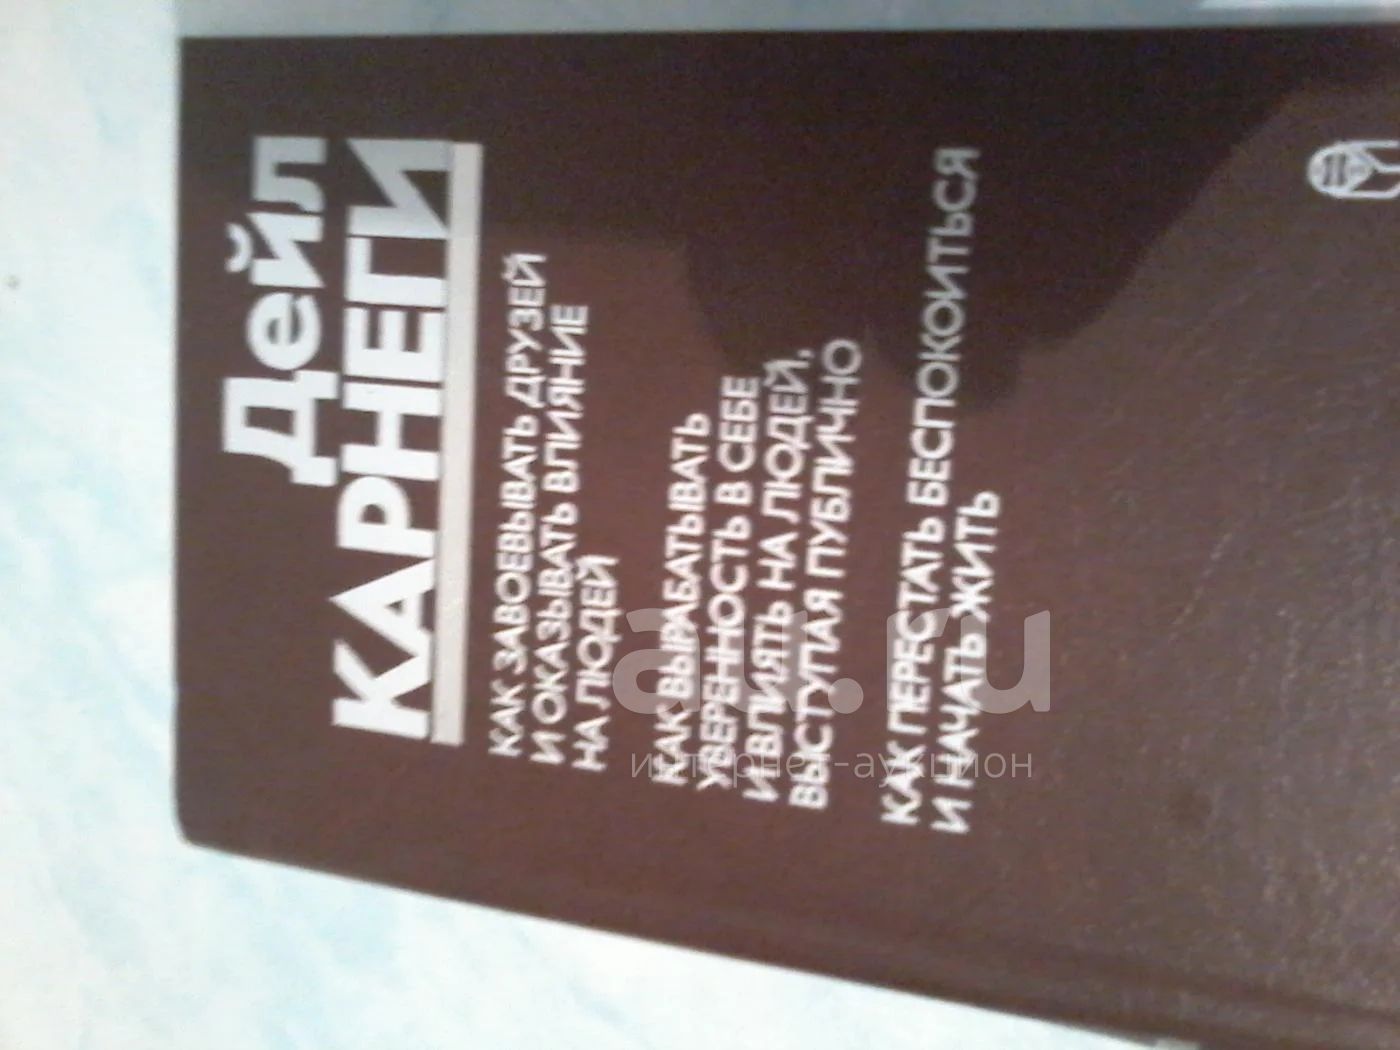 Дейл
КАРНЕГИ
КАК ЗАВОЕВЫВАТЬ ДРУЗЕЙ
И ОКАЗЫВАТЬ ВЛИЯНИЕ
НА ЛЮДЕЙ
КАК ВЫРАБАТЫВАТЬ
УВЕРЕННОСТЬ В СЕБЕ
И ВЛИЯТЬ НА ЛЮДЕЙ,
ВЫСТУПАЯ ПУБЛИЧНО
КАК ПЕРЕСТАТЬ БЕСПОКОИТЬСЯ
И НАЧАТЬ ЖИТЬ
au.ru
интернет-аукцион